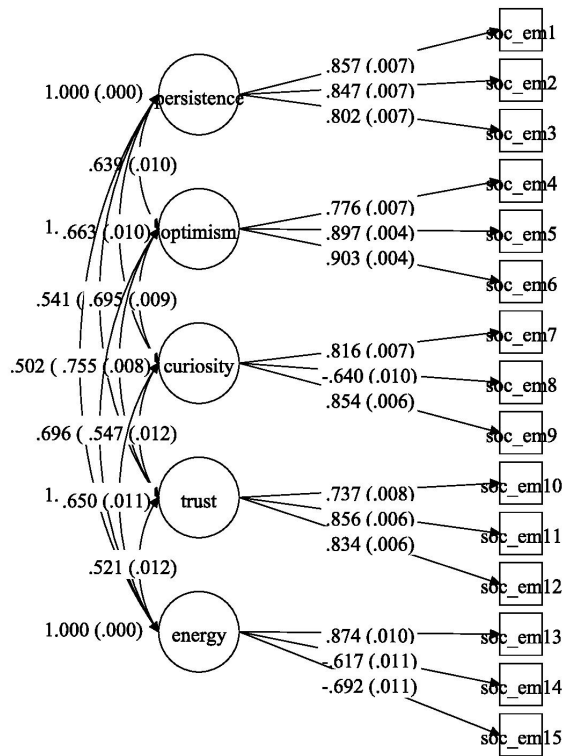 soc_em1
.857 (.007)
1.000 (.000)
persistence
.847 (.007)
soc_em2
.802 (.007)
soc_em3
.639 (.010)
soc_em4
.776 (.007)
1.
.663 (.010)
optimism
.897 (.004)
soc_em5
.903 (.004)
soc_em6
.541 (
.695 (.009)
.816 (.007)
soc_em7
.502 (
.755 (.008)
curiosity
-.640 (.010)
soc_em8
.854 (.006)
soc_em9
.696
.547 (.012)
.737 (.008)
soc_em10
1.
.650 (.011)
trust
.856 (.006)
soc_em11
.834 (.006)
soc_em12
.521 (.012)
1.000 (.000)
energy
.874 (.010)
soc_em13
-.617 (.011)
soc_em14
-.692 (.011)
soc_em15